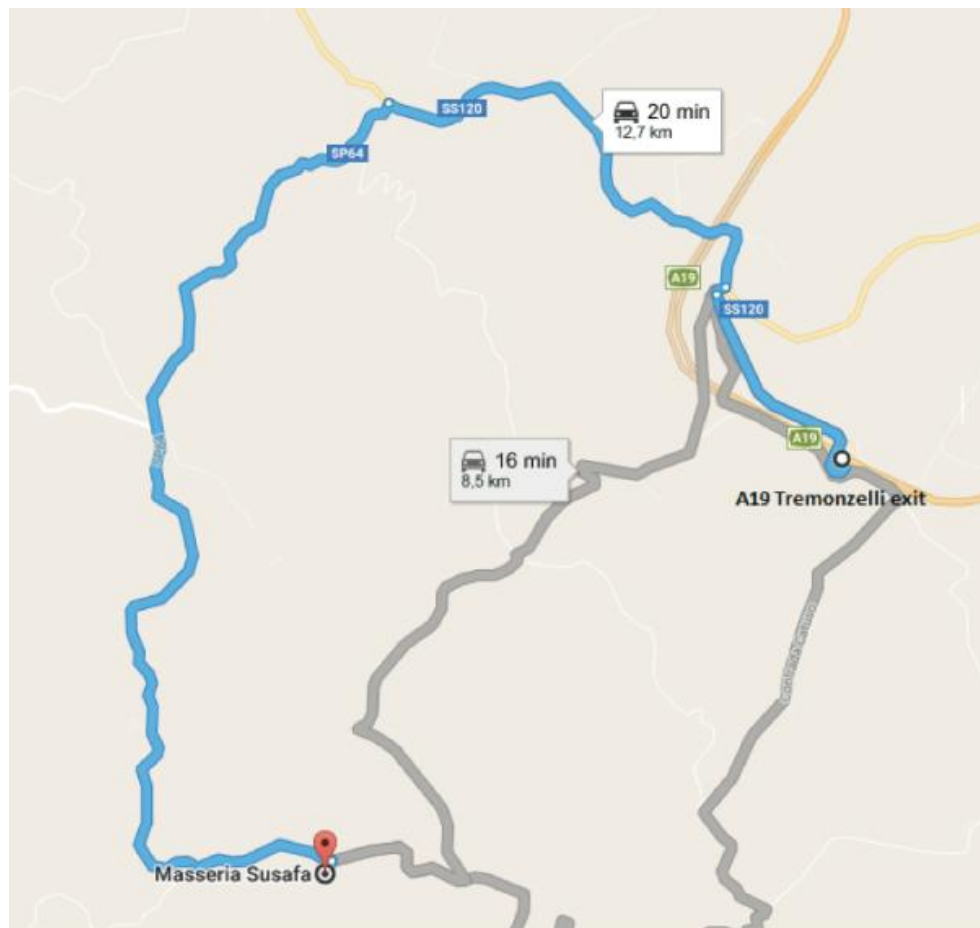 SS120
20 min
12,7 km
SP64
A19
SS120
A19
16 min
8,5 km
A19 Tremonzelli exit
Masseria Susafa